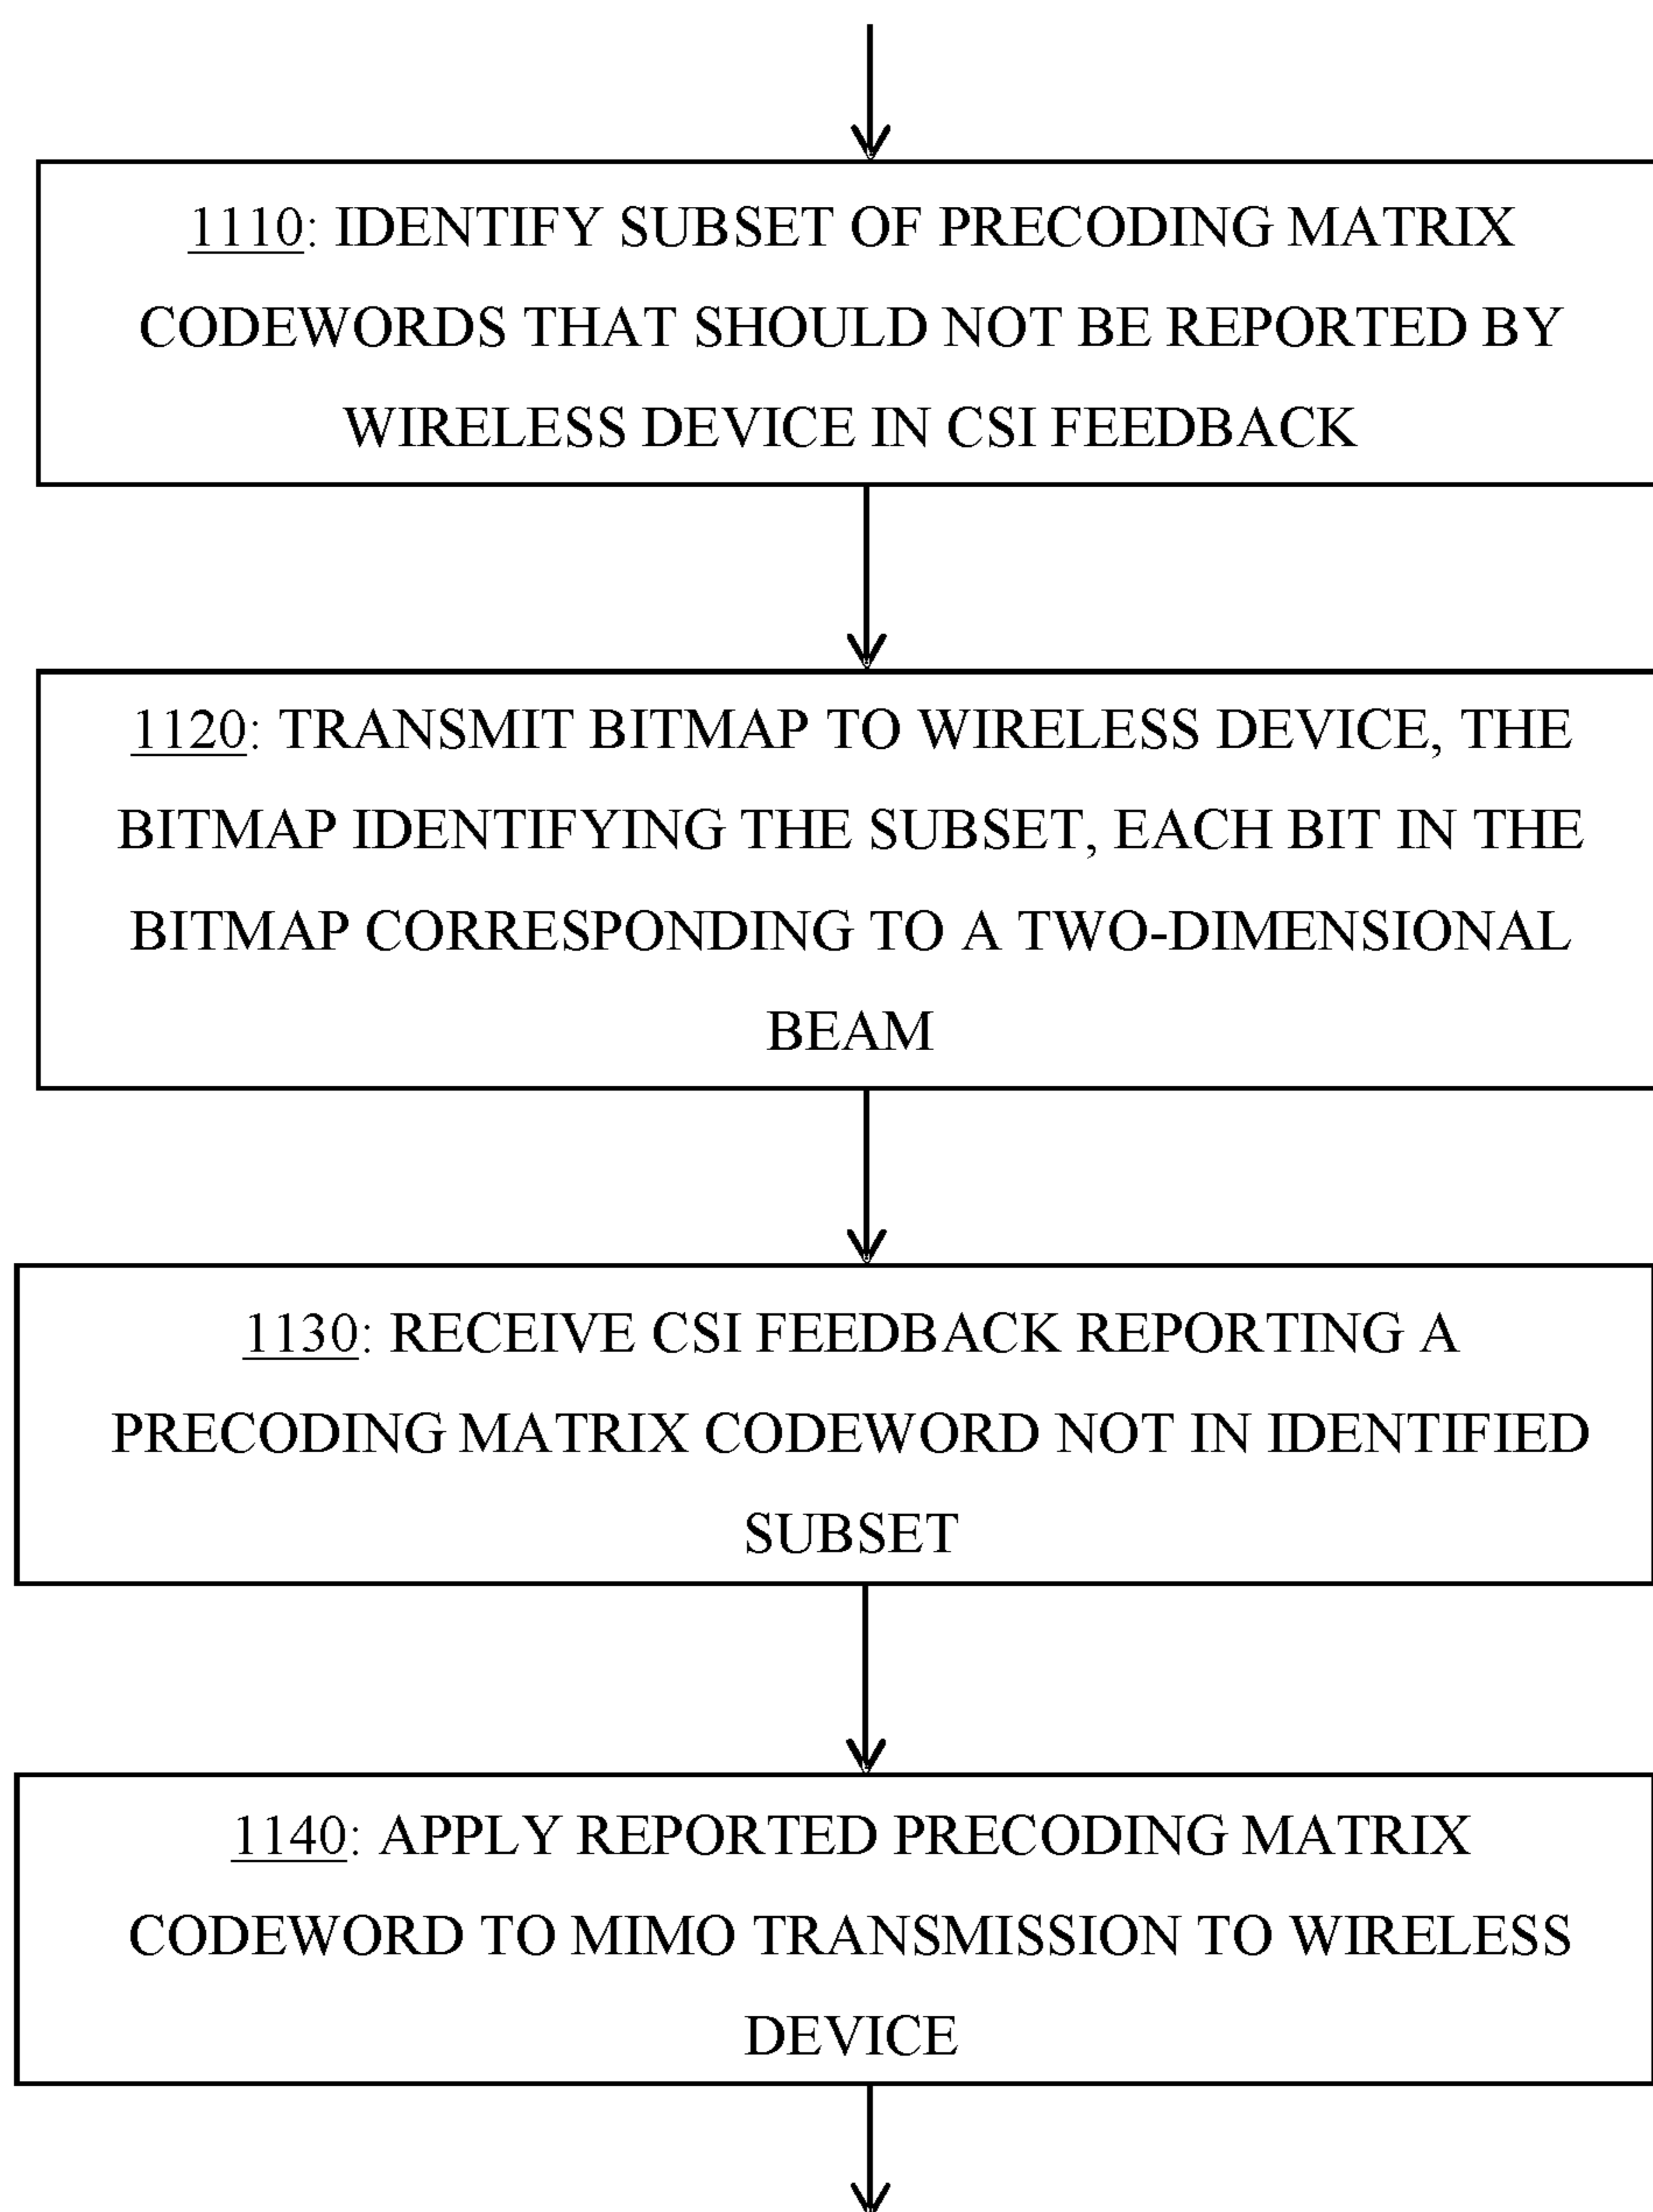 1110: IDENTIFY SUBSET OF PRECODING MATRIX
CODEWORDS THAT SHOULD NOT BE REPORTED BY
WIRELESS DEVICE IN CSI FEEDBACK
1120: TRANSMIT BITMAP TO WIRELESS DEVICE, THE
BITMAP IDENTIFYING THE SUBSET, EACH BIT IN THE
BITMAP CORRESPONDING TO A TWO-DIMENSIONAL
BEAM
1130: RECEIVE CSI FEEDBACK REPORTING A
PRECODING MATRIX CODEWORD NOT IN IDENTIFIED
SUBSET
1140: APPLY REPORTED PRECODING MATRIX
CODEWORD TO MIMO TRANSMISSION TO WIRELESS
DEVICE